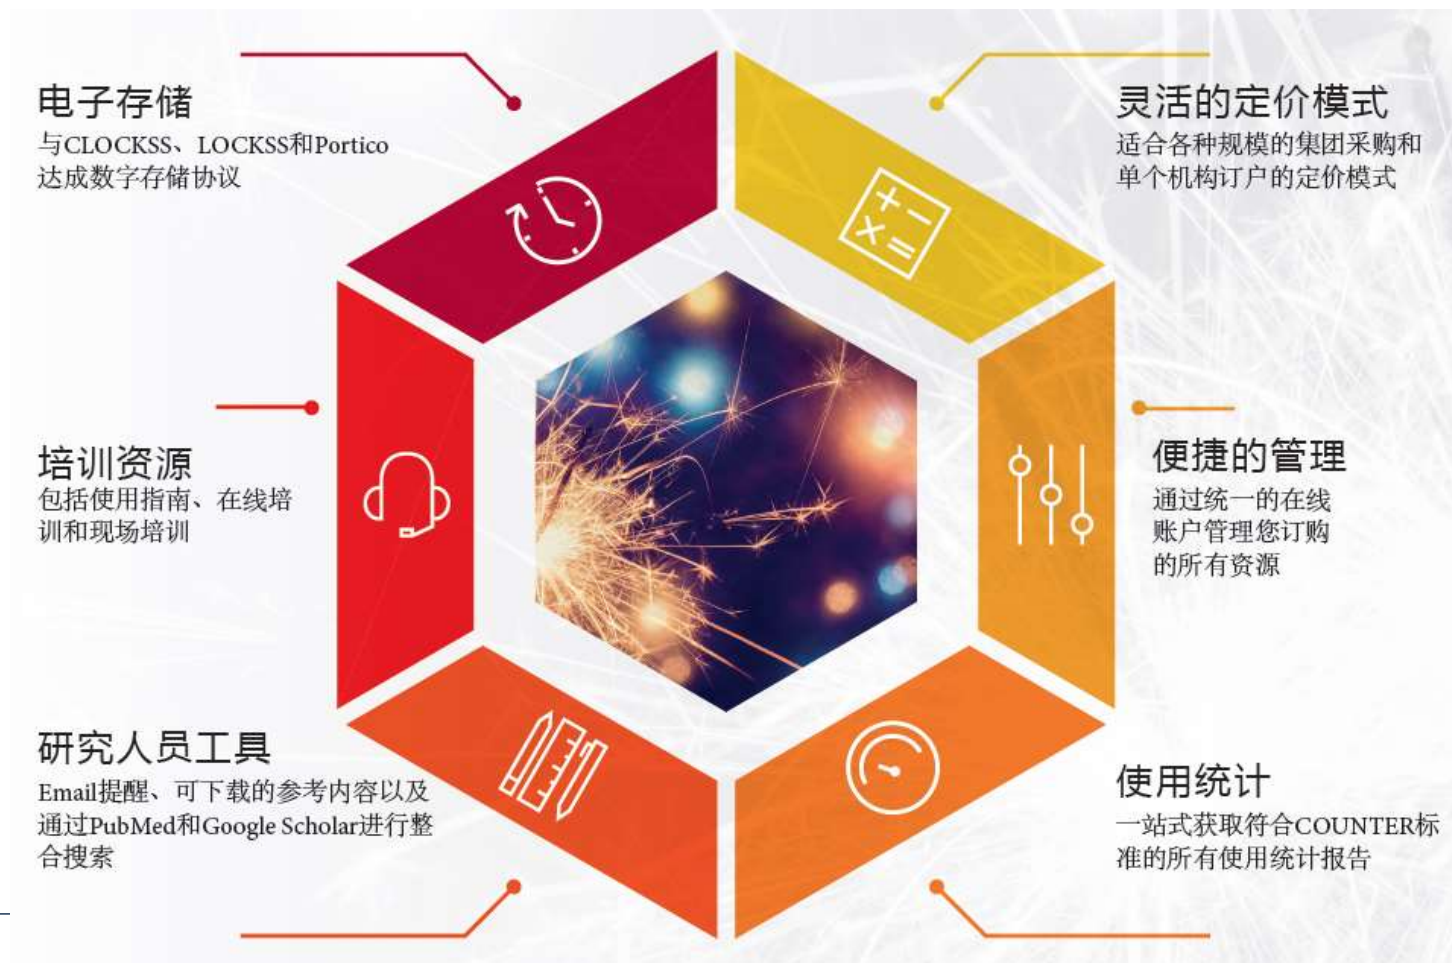 电子存储
与CLOCKSS、LOCKSS和Portico
达成数字存储协议
灵活的定价模式
适合各种规模的集团采购和
单个机构订户的定价模式
培训资源
包括使用指南、在线培
训和现场培训
便捷的管理
通过统一的在线
账户管理您订购
的所有资源
研究人员工具
Email提醒、可下载的参考内容以及
通过PubMed和Google Scholar进行整
合搜索
使用统计
一站式获取符合COUNTER标
准的所有使用统计报告